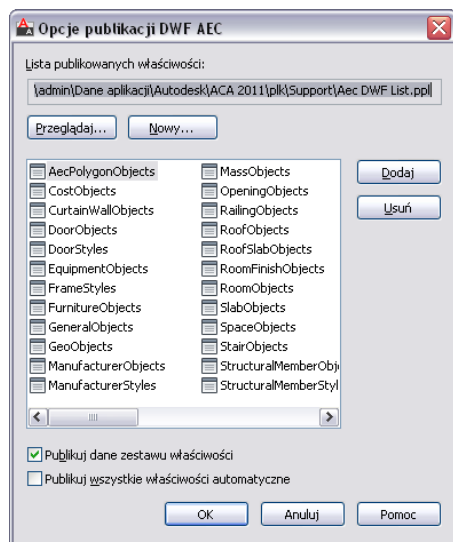 Opcje publikacji DWF AEC
Lista publikowanych właściwości:
\admin\Dane aplikacji\Autodesk\ACA 2011\plk\Support\Aec DWF List.ppl
Przeglądaj...
Nowy...
AecPolygonObjects
CostObjects
CurtainWallObjects
DoorObjects
DoorStyles
EquipmentObjects
FrameStyles
FurnitureObjects
GeneralObjects
GeoObjects
ManufacturerObjects
ManufacturerStyles
MassObjects
OpeningObjects
RailingObjects
RoofObjects
RoofSlabObjects
RoomFinishObjects
RoomObjects
SlabObjects
SpaceObjects
StairObjects
StructuralMemberObj
StructuralMemberStyl
Dodaj
Usuń
Publikuj dane zestawu właściwości
Publikuj wszystkie właściwości automatyczne
OK
Anuluj
Pomoc